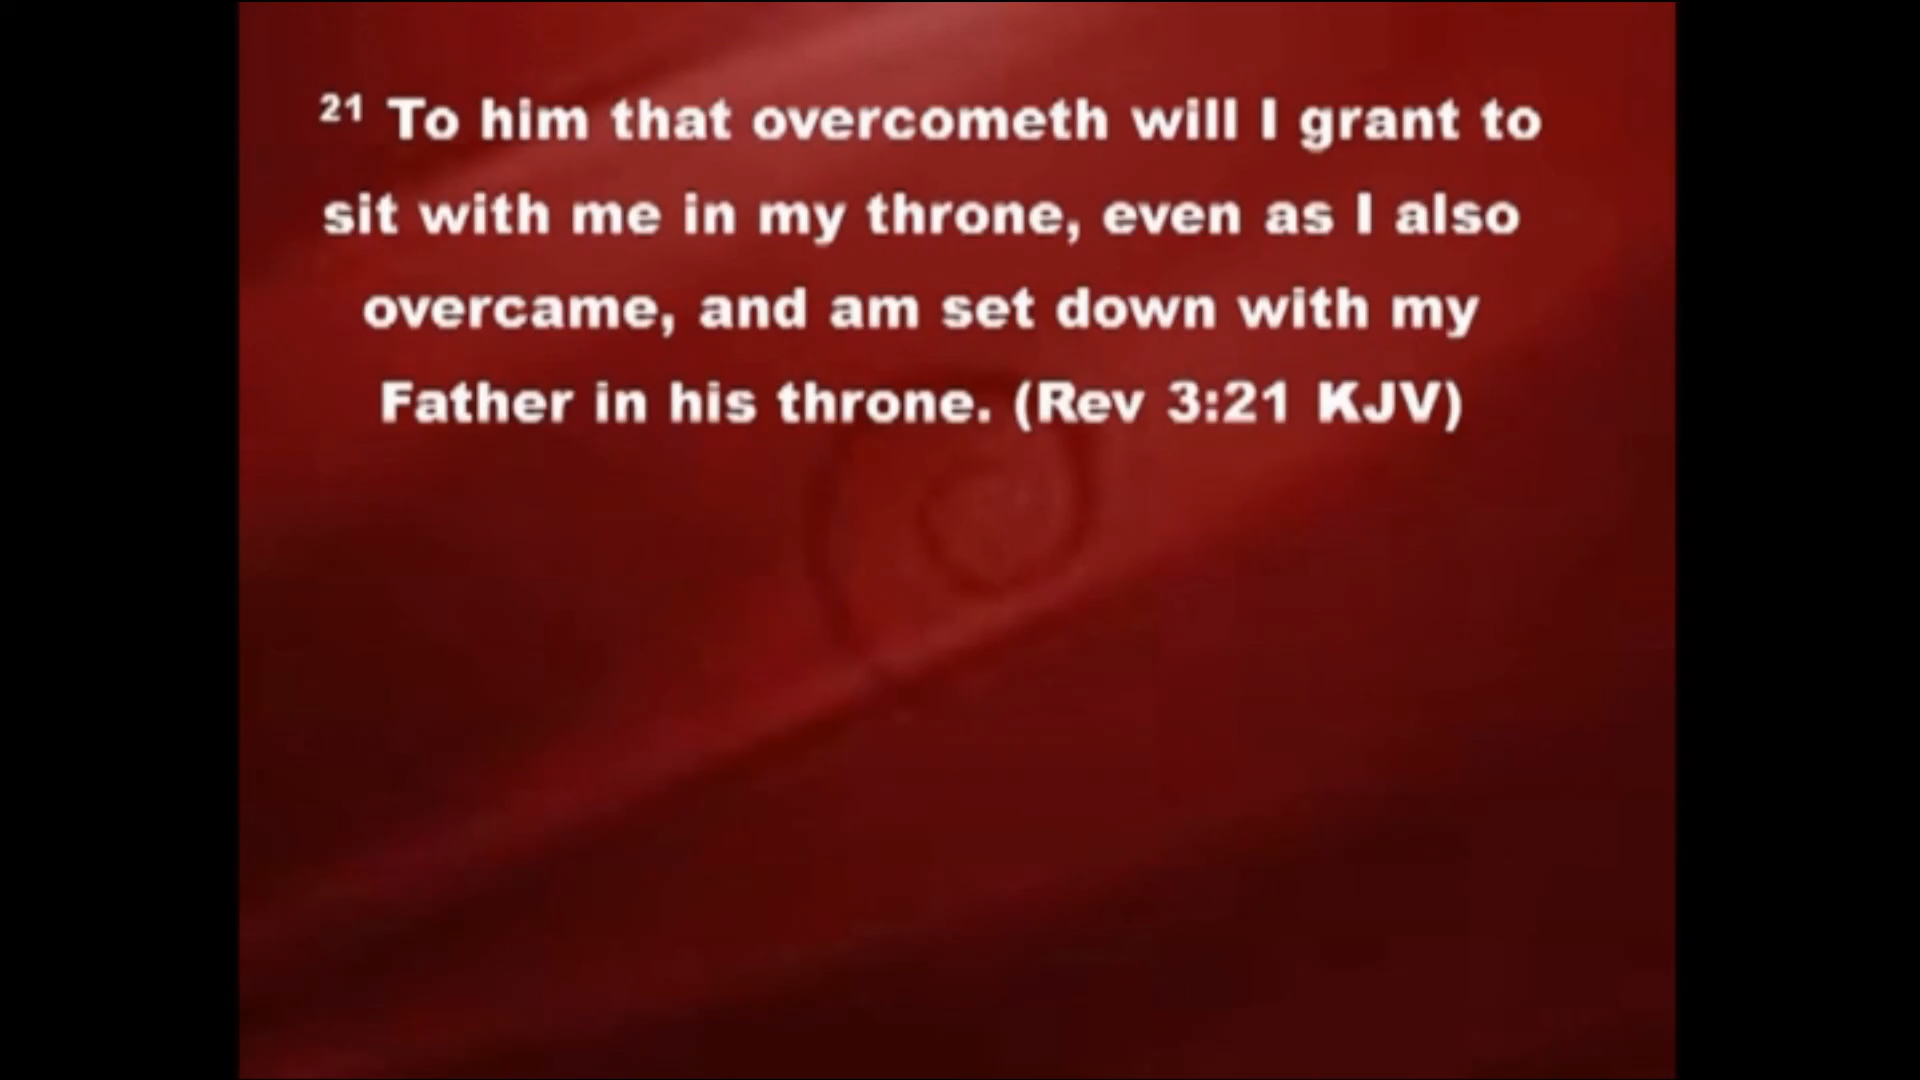 21 To him that overcometh will I grant to
sit with me in my throne, even as I also
overcame, and am set down with my
Father in his throne. (Rev 3:21 KJV)